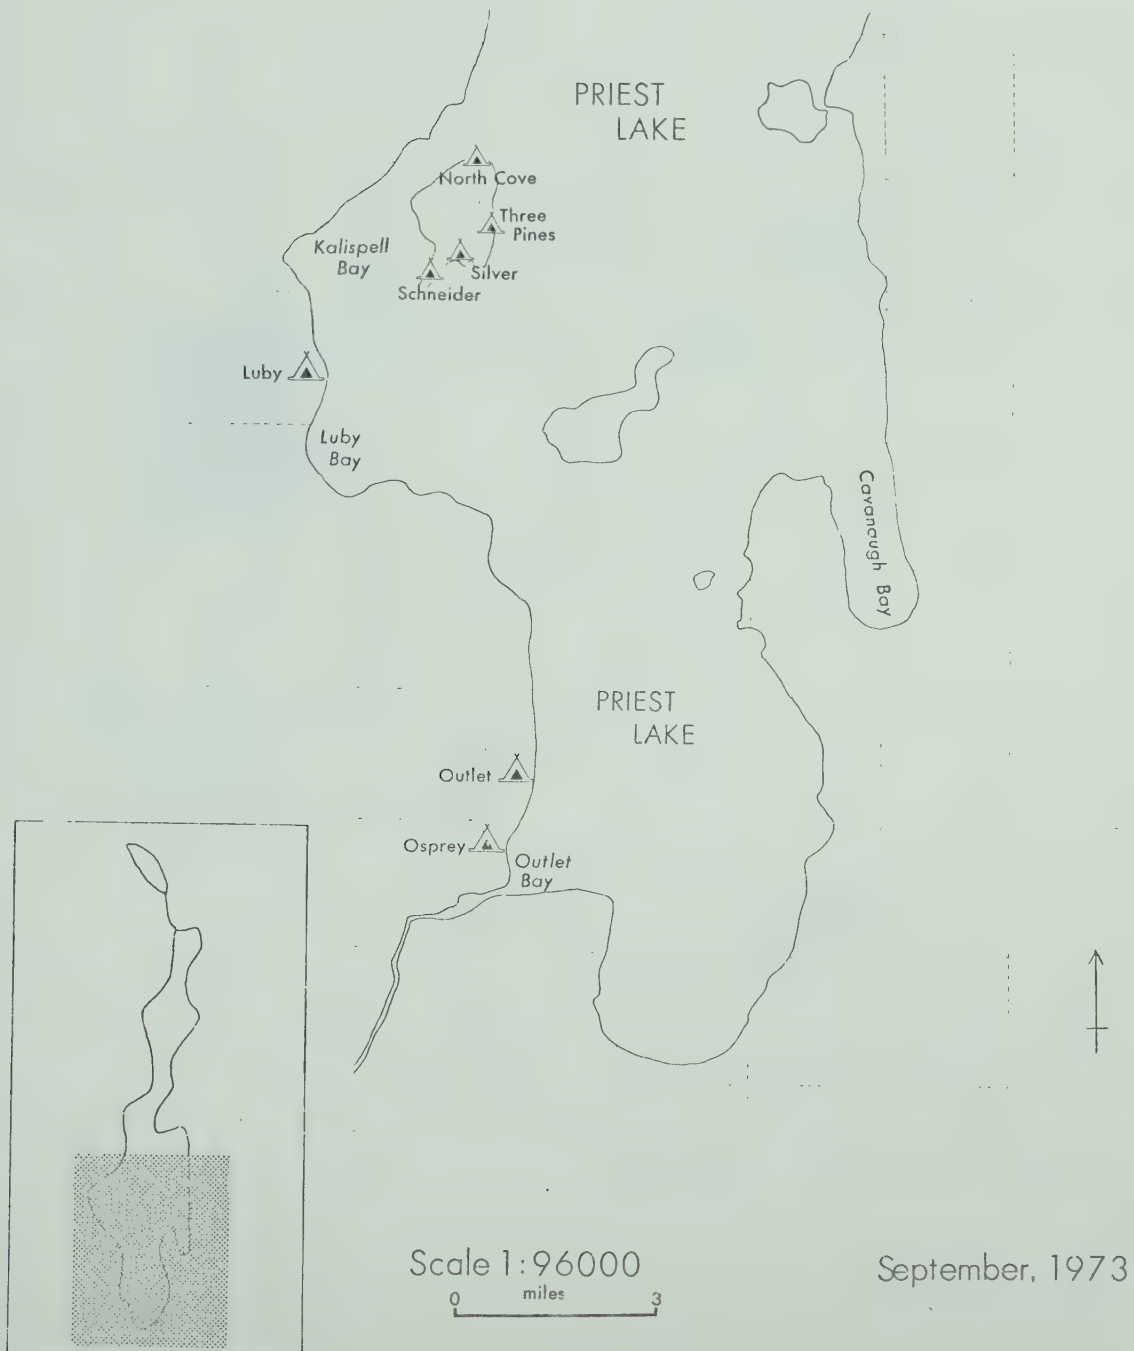 PRIEST
LAKE
North Cove
Three
Pines
Kalispell
Bay
Silver
Schneider
Luby
Luby
Bay
Cavanaugh Bay
PRIEST
LAKE
Outlet
Osprey
Outlet
Bay
Scale 1:96000
miles
0 3
September, 1973